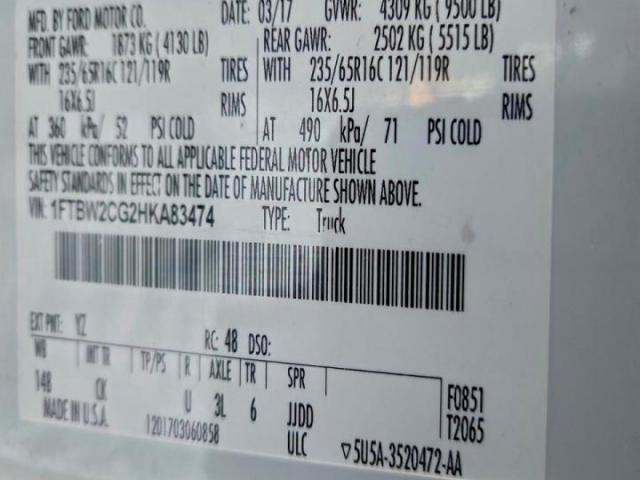 MFD. BY FORD MOTOR CO. DATE: 03/17 GVWR: 4309 KG ( 9500 LB)
FRONT GAWR: 1873 KG ( 4130 LB) REAR GAWR: 2502 KG ( 5515 LB)
WITH 235/65R16C 121/119R TIRES WITH 235/65R16C 121/119R TIRES
16X6.5J RIMS 16X6.5J RIMS
AT 360 kPa/ 52 PSI COLD AT 490 kPa/ 71 PSI COLD
THIS VEHICLE CONFORMS TO ALL APPLICABLE FEDERAL MOTOR VEHICLE
SAFETY STANDARDS IN EFFECT ON THE DATE OF MANUFACTURE SHOWN ABOVE.
VIN: 1FTBW2CG2HKA83474 TYPE: Truck
EXT PNT: YZ RC: 48 DSO:
WB INT TR TP/PS R AXLE TR SPR
148 CK U 3L 6 JJDD F0851
MADE IN U.S.A. 1201703060858 ULC T2065
▽5U5A-3520472-AA